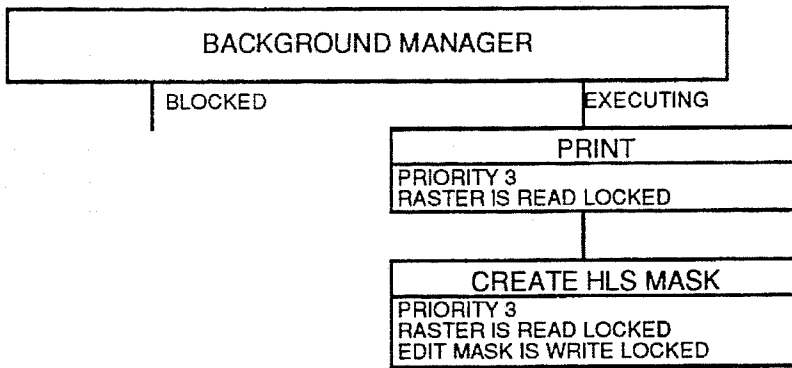 BACKGROUND MANAGER
BLOCKED
EXECUTING
PRINT
PRIORITY 3
RASTER IS READ LOCKED
CREATE HLS MASK
PRIORITY 3
RASTER IS READ LOCKED
EDIT MASK IS WRITE LOCKED